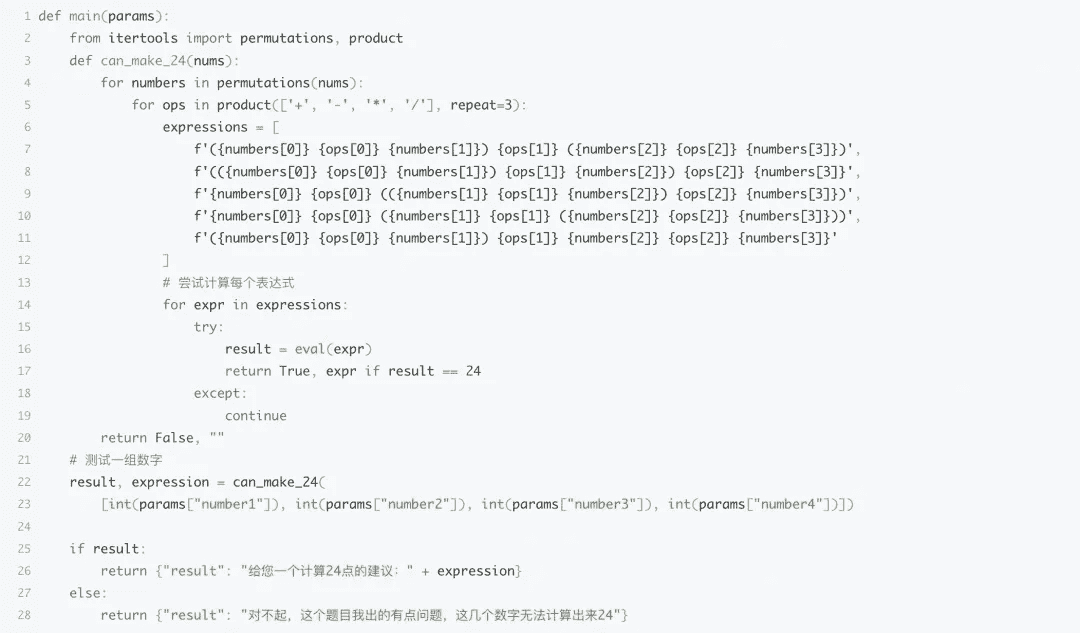 1 def main(params):
2     from itertools import permutations, product
3     def can_make_24(nums):
4         for numbers in permutations(nums):
5             for ops in product(['+', '-', '*', '/'], repeat=3):
6                 expressions = [
7                     f'({numbers[0]} {ops[0]} {numbers[1]}) {ops[1]} ({numbers[2]} {ops[2]} {numbers[3]})',
8                     f'(({numbers[0]} {ops[0]} {numbers[1]}) {ops[1]} {numbers[2]}) {ops[2]} {numbers[3]}',
9                     f'{numbers[0]} {ops[0]} (({numbers[1]} {ops[1]} {numbers[2]}) {ops[2]} {numbers[3]})',
10                     f'{numbers[0]} {ops[0]} ({numbers[1]} {ops[1]} ({numbers[2]} {ops[2]} {numbers[3]}))',
11                     f'({numbers[0]} {ops[0]} {numbers[1]}) {ops[1]} {numbers[2]} {ops[2]} {numbers[3]}'
12                 ]
13                 # 尝试计算每个表达式
14                 for expr in expressions:
15                     try:
16                         result = eval(expr)
17                         return True, expr if result == 24
18                     except:
19                         continue
20         return False, ""
21     # 测试一组数字
22     result, expression = can_make_24(
23         [int(params["number1"]), int(params["number2"]), int(params["number3"]), int(params["number4"])])
24
25     if result:
26         return {"result": "给您一个计算24点的建议：" + expression}
27     else:
28         return {"result": "对不起，这个题目我出的有点问题，这几个数字无法计算出来24"}